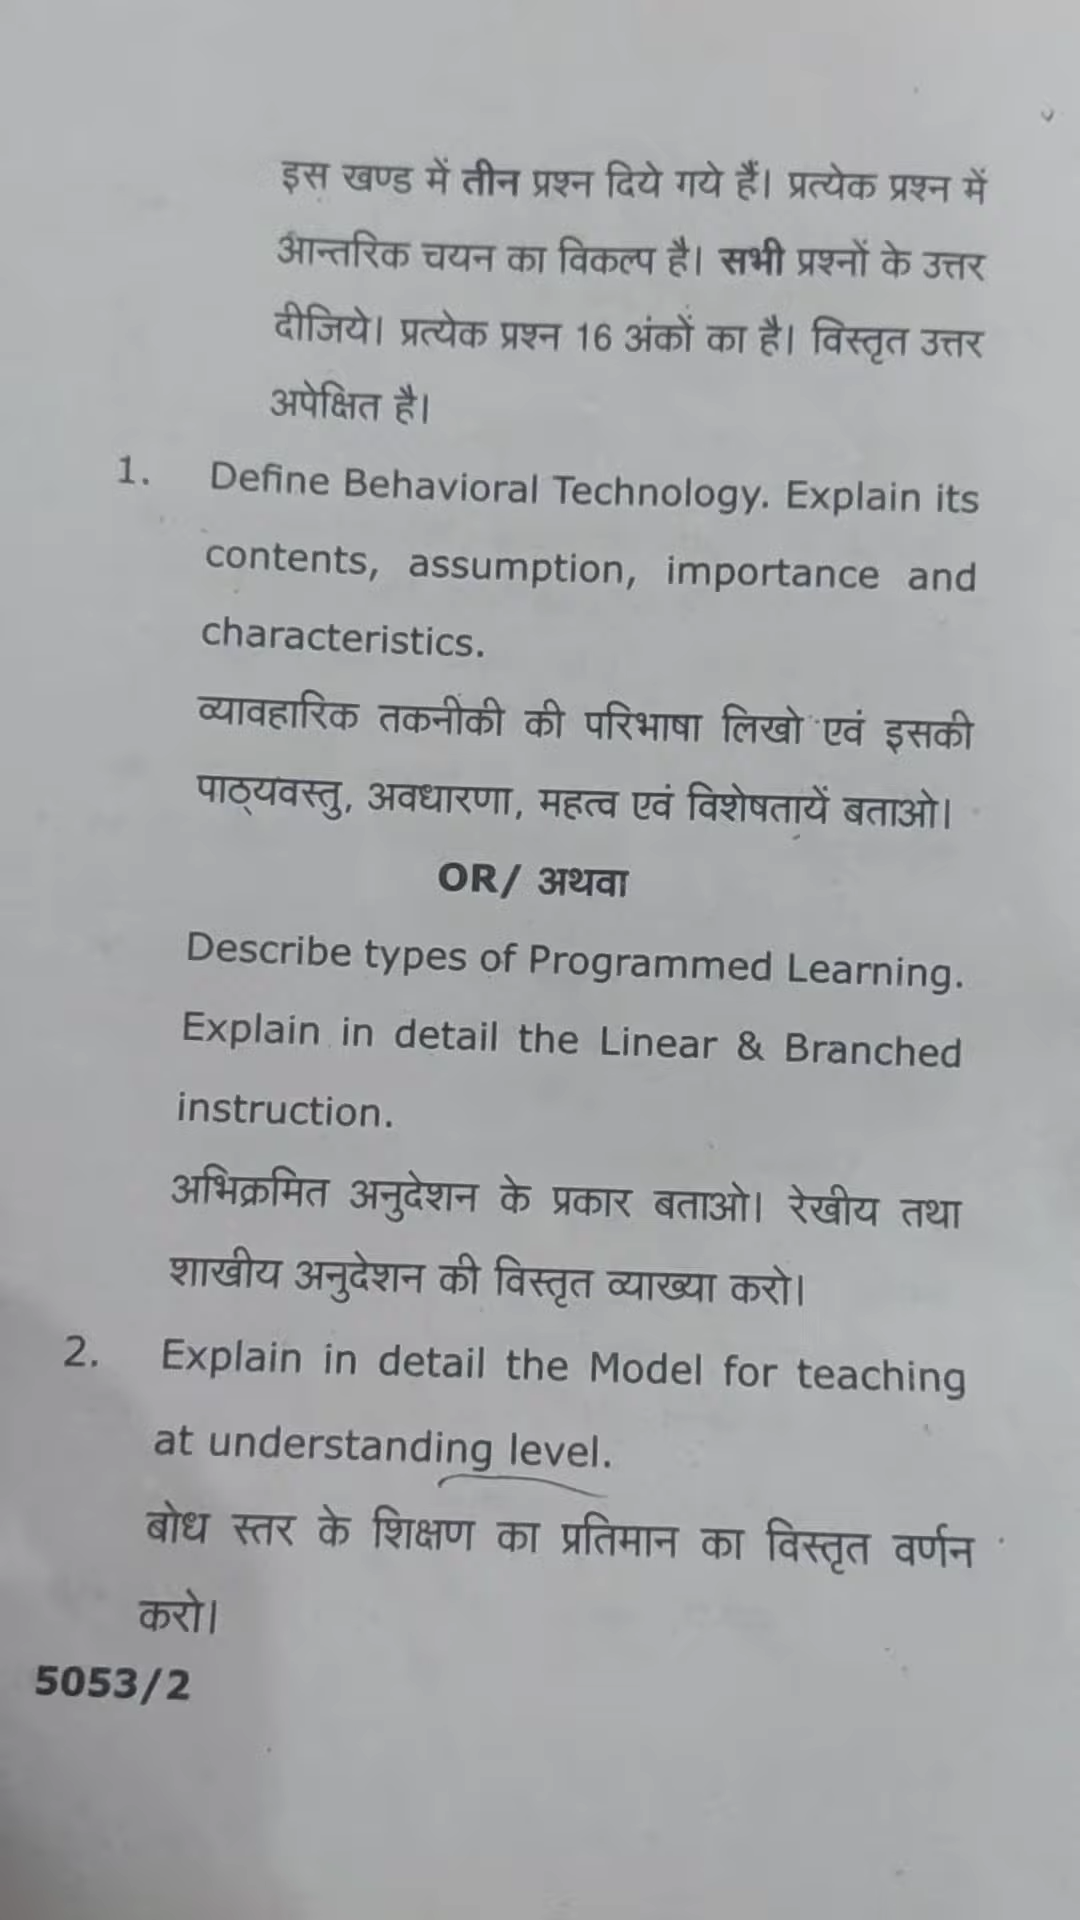 इस खण्ड में तीन प्रश्न दिये गये हैं। प्रत्येक प्रश्न में
आन्तरिक चयन का विकल्प है। सभी प्रश्नों के उत्तर
दीजिये। प्रत्येक प्रश्न 16 अंकों का है। विस्तृत उत्तर
अपेक्षित है।
1. Define Behavioral Technology. Explain its
contents, assumption, importance and
characteristics.
व्यावहारिक तकनीकी की परिभाषा लिखो एवं इसकी
पाठ्यवस्तु, अवधारणा, महत्व एवं विशेषतायें बताओ।
OR/ अथवा
Describe types of Programmed Learning.
Explain in detail the Linear & Branched
instruction.
अभिक्रमित अनुदेशन के प्रकार बताओ। रेखीय तथा
शाखीय अनुदेशन की विस्तृत व्याख्या करो।
2. Explain in detail the Model for teaching
at understanding level.
बोध स्तर के शिक्षण का प्रतिमान का विस्तृत वर्णन
करो।
5053/2